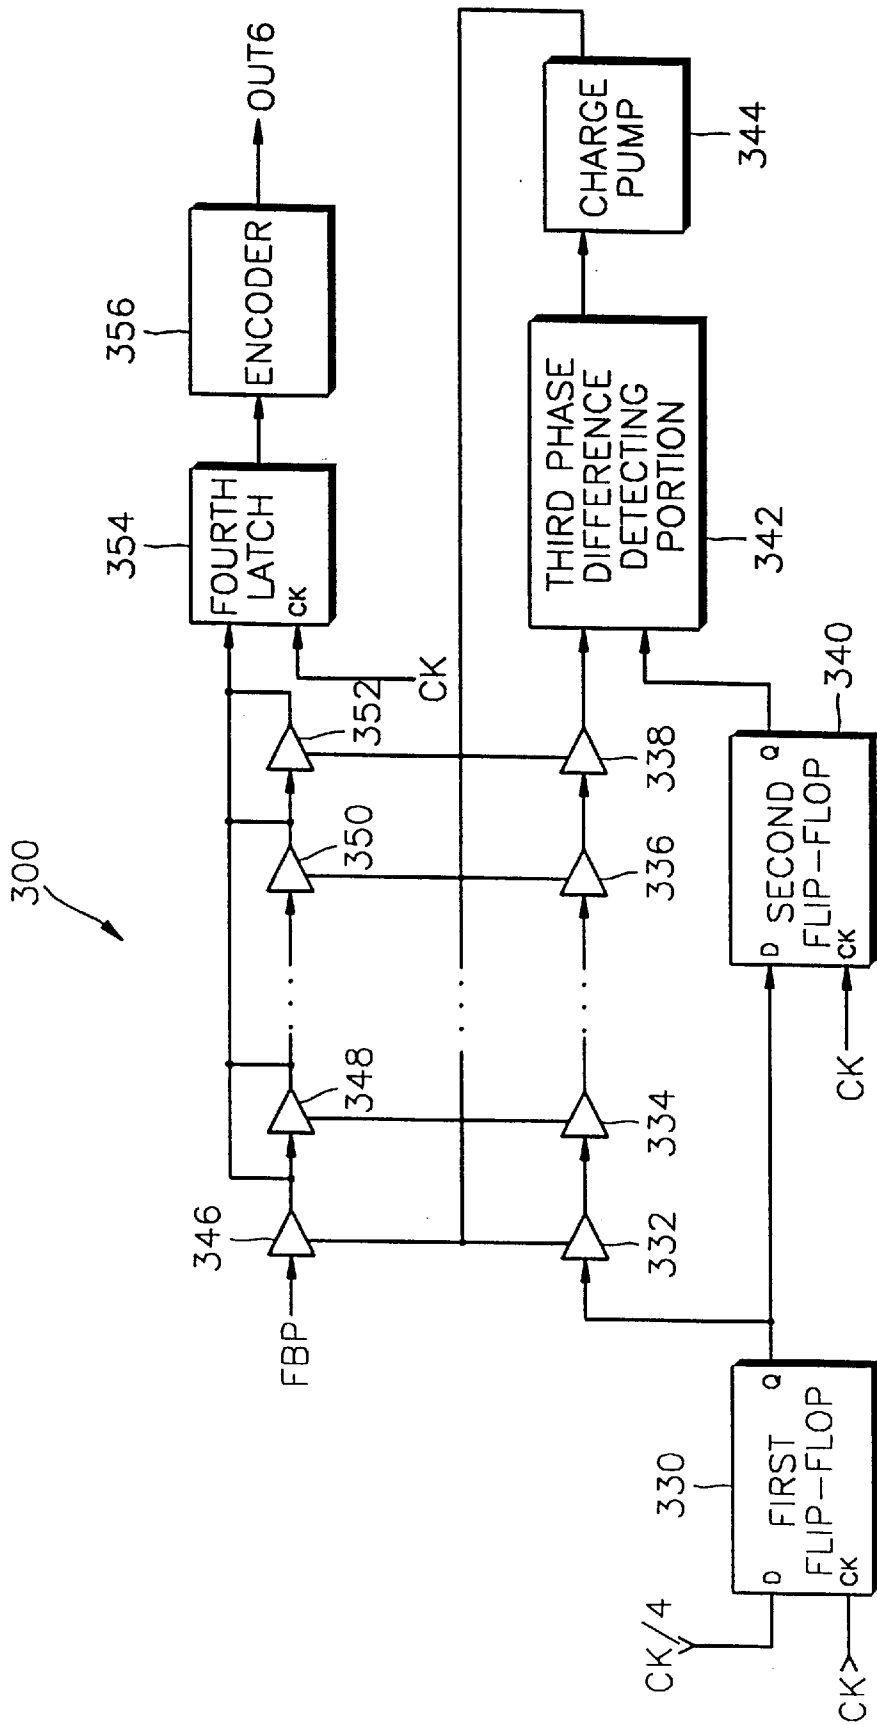 300
356
ENCODER
OUT6
354
FOURTH
LATCH
CK
CK
346
348
350
352
FBP
332
334
336
338
THIRD PHASE
DIFFERENCE
DETECTING
PORTION
342
CHARGE
PUMP
344
330
D
Q
FIRST
FLIP-FLOP
CK
CK/4
CK
D
Q
SECOND
FLIP-FLOP
CK
340
CK